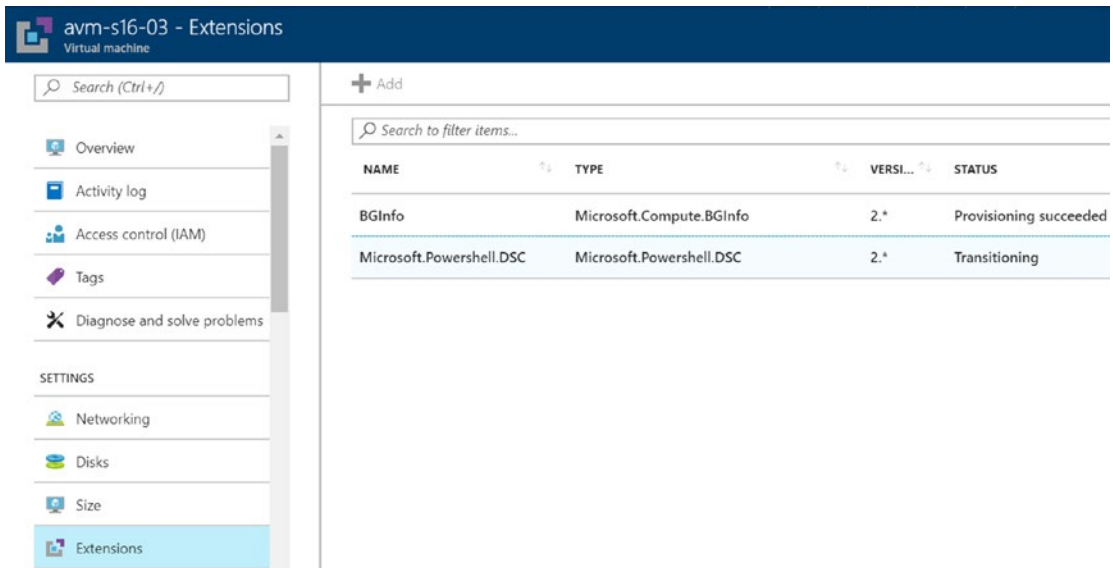 avm-s16-03 - Extensions
Virtual machine
Search (Ctrl+/)
Overview
Activity log
Access control (IAM)
Tags
Diagnose and solve problems
SETTINGS
Networking
Disks
Size
Extensions
Add
Search to filter items...
NAME TYPE VERSI... STATUS
BGInfo Microsoft.Compute.BGInfo 2.* Provisioning succeeded
Microsoft.Powershell.DSC Microsoft.Powershell.DSC 2.* Transitioning